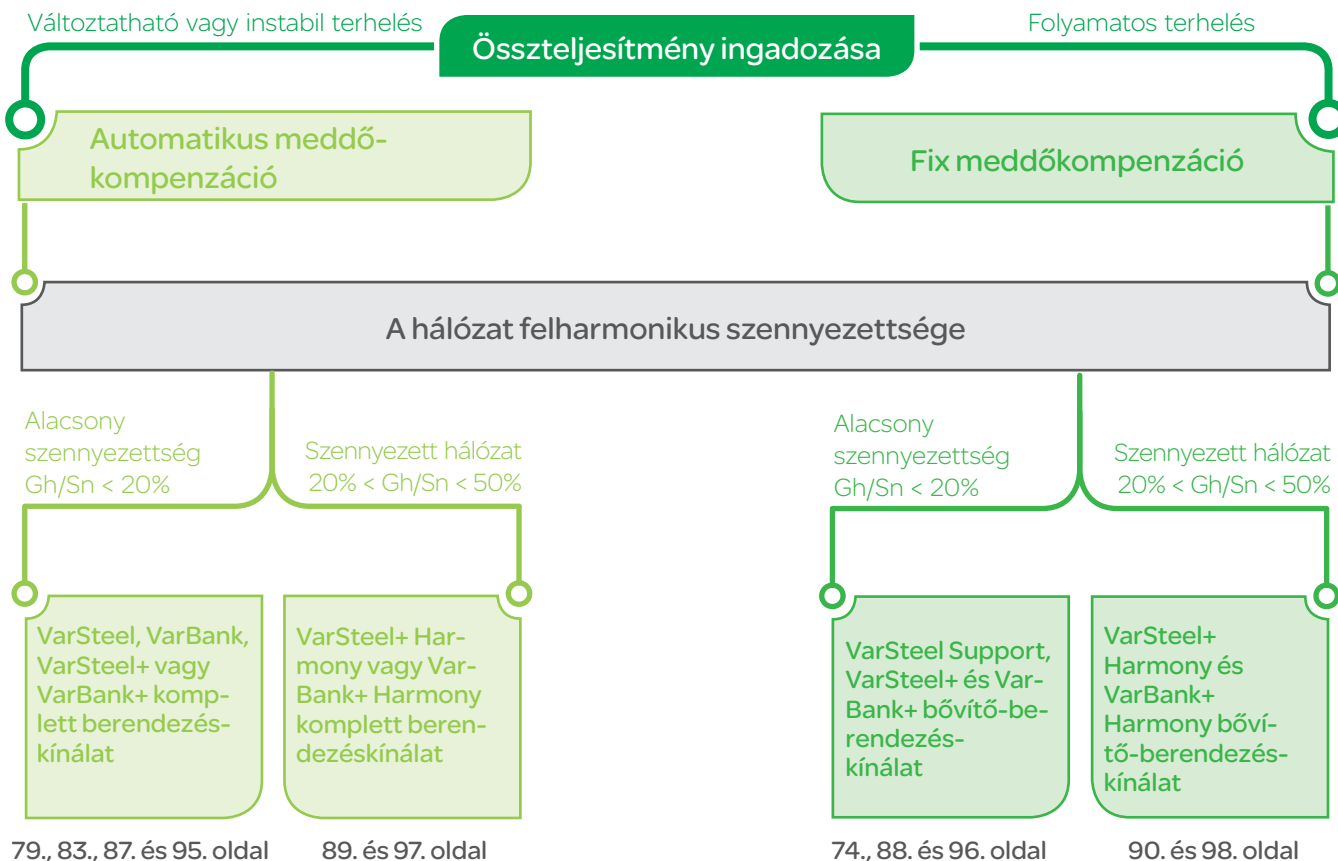 Változtatható vagy instabil terhelés
Összteljesítmény ingadozása
Folyamatos terhelés
Automatikus meddő-
kompenzáció
Fix meddőkompenzáció
A hálózat felharmonikus szennyezettsége
Alacsony
szennyezettség
Gh/Sn < 20%
Szennyezett hálózat
20% < Gh/Sn < 50%
Alacsony
szennyezettség
Gh/Sn < 20%
Szennyezett hálózat
20% < Gh/Sn < 50%
VarSteel, VarBank,
VarSteel+ vagy
VarBank+ komp-
lett berendezés-
kínálat
VarSteel+ Har-
mony vagy Var-
Bank+ Harmony
komplett beren-
dezéskínálat
VarSteel Support,
VarSteel+ és Var-
Bank+ bővítő-be-
rendezés-
kínálat
VarSteel+
Harmony és
VarBank+
Harmony bőví-
tő-berendezés-
kínálat
79., 83., 87. és 95. oldal
89. és 97. oldal
74., 88. és 96. oldal
90. és 98. oldal